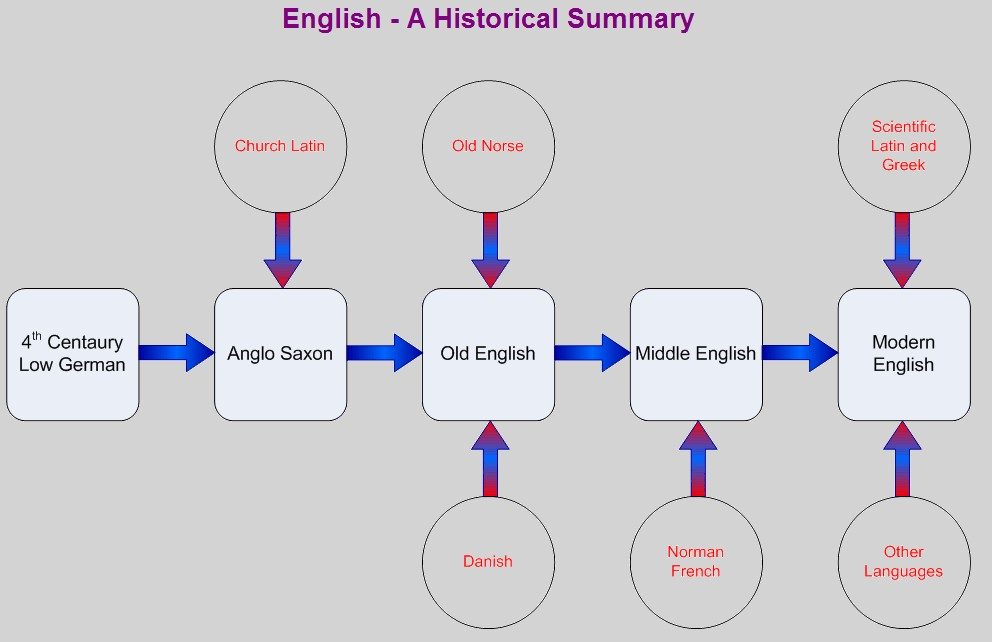 English - A Historical Summary
Church Latin
Old Norse
Scientific
Latin and
Greek
4th Centaury
Low German
Anglo Saxon
Old English
Middle English
Modern
English
Danish
Norman
French
Other
Languages